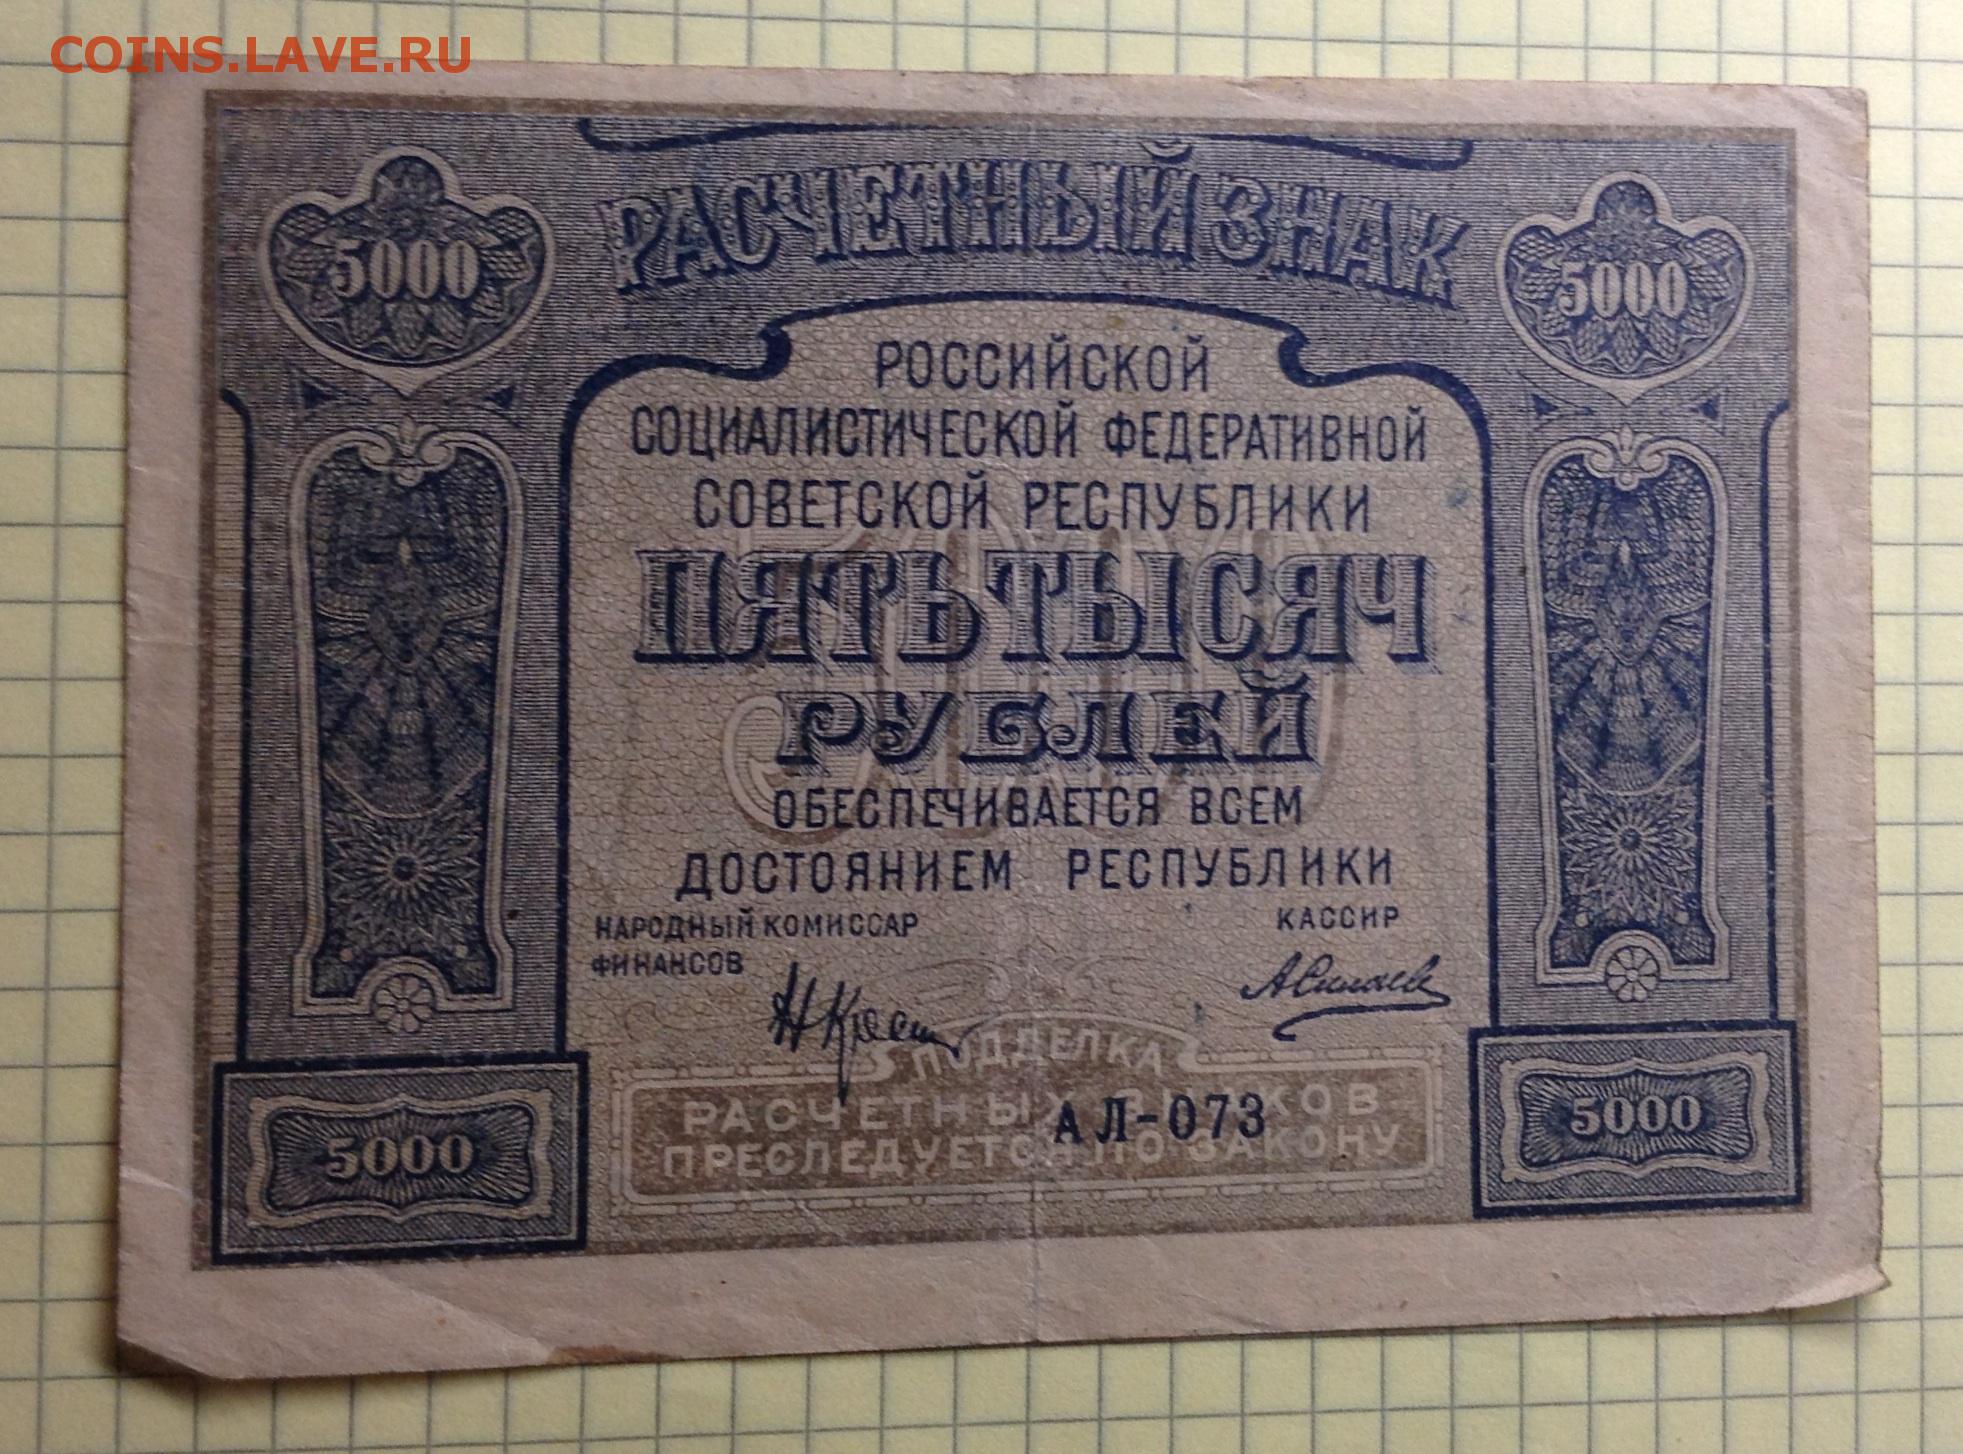 COINS.LAVE.RU
РАСЧЕТНЫЙ ЗНАК
5000 5000
РОССИЙСКОЙ
СОЦИАЛИСТИЧЕСКОЙ ФЕДЕРАТИВНОЙ
СОВЕТСКОЙ РЕСПУБЛИКИ
ПЯТЬ ТЫСЯЧ
РУБЛЕЙ
ОБЕСПЕЧИВАЕТСЯ ВСЕМ
ДОСТОЯНИЕМ РЕСПУБЛИКИ
НАРОДНЫЙ КОМИССАР
ФИНАНСОВ
КАССИР
ПОДДЕЛКА
РАСЧЕТНЫХ ЗНАКОВ
АЛ-073
ПРЕСЛЕДУЕТСЯ ПО ЗАКОНУ
5000 5000